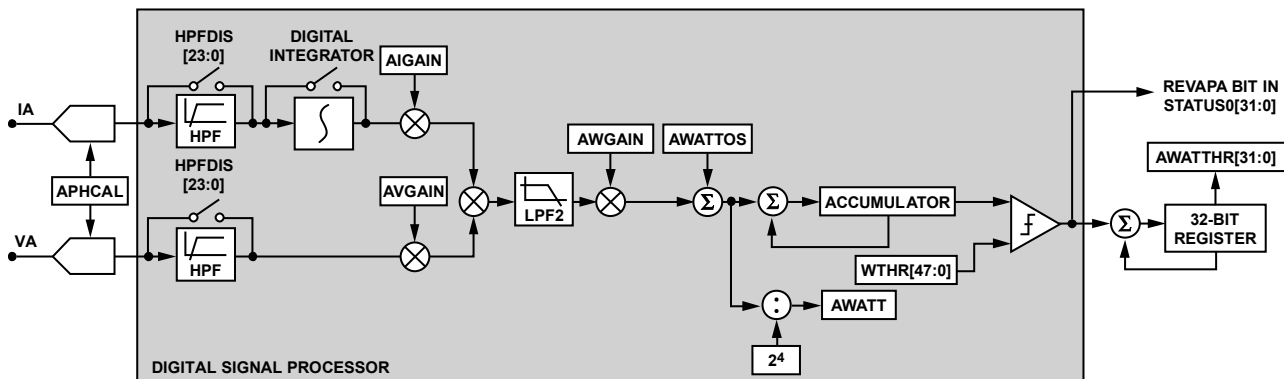 HPFDIS
[23:0]
DIGITAL
INTEGRATOR
AIGAIN
IA
HPF
REVAPA BIT IN
STATUS0[31:0]
AWGAIN
AWATTOS
AWATTHR[31:0]
APHCAL
HPFDIS
[23:0]
AVGAIN
LPF2
Σ
Σ
ACCUMULATOR
Σ
32-BIT
REGISTER
VA
HPF
WTHR[47:0]
:
AWATT
2⁴
DIGITAL SIGNAL PROCESSOR